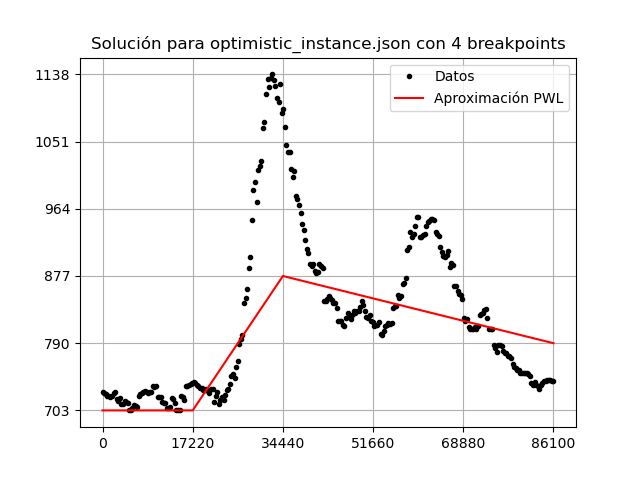 Solución para optimistic_instance.json con 4 breakpoints
Datos
Aproximación PWL
1138
1051
964
877
790
703
0 17220 34440 51660 68880 86100